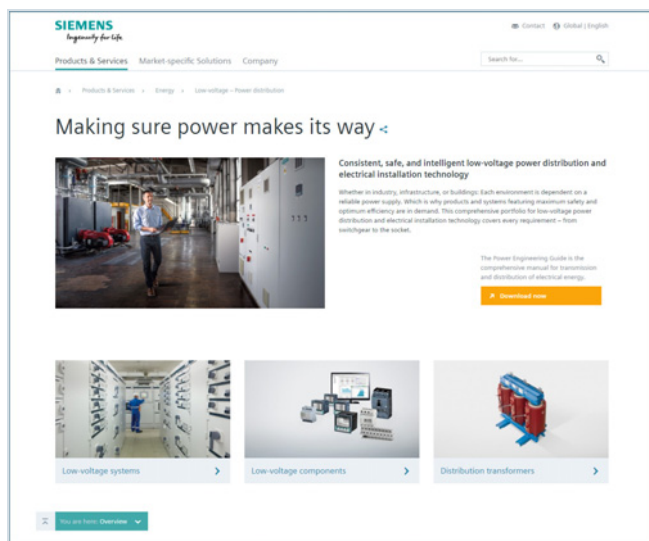 SIEMENS
Ingenuity for life
Contact Global | English
Products & Services Market-specific Solutions Company
Search for...
Products & Services › Energy › Low-voltage – Power distribution
Making sure power makes its way
Consistent, safe, and intelligent low-voltage power distribution and
electrical installation technology
Whether in industry, infrastructure, or buildings: Each environment is dependent on a
reliable power supply. Which is why products and systems featuring maximum safety and
optimum efficiency are in demand. This comprehensive portfolio for low-voltage power
distribution and electrical installation technology covers every requirement – from
switchgear to the socket.
The Power Engineering Guide is the
comprehensive manual for transmission
and distribution of electrical energy.
Download now
Low-voltage systems
Low-voltage components
Distribution transformers
You are here: Overview